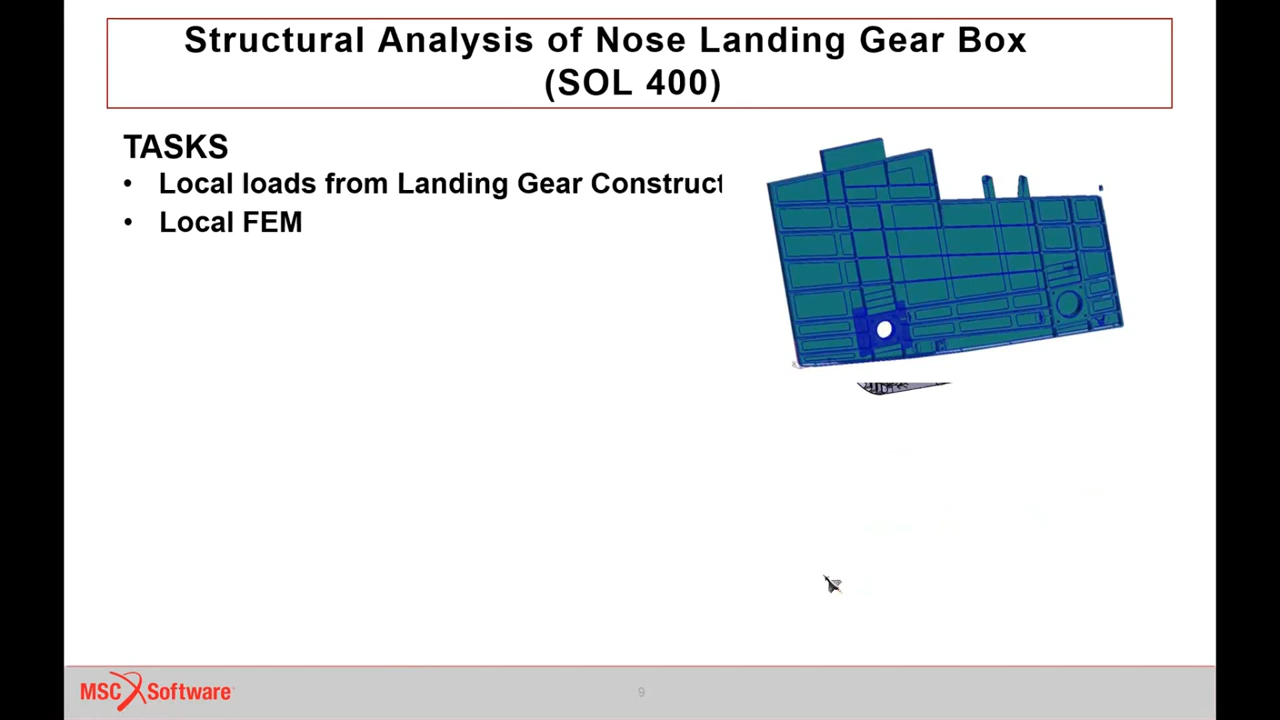 Structural Analysis of Nose Landing Gear Box
(SOL 400)
TASKS
• Local loads from Landing Gear Construct
• Local FEM
MSC Software
9